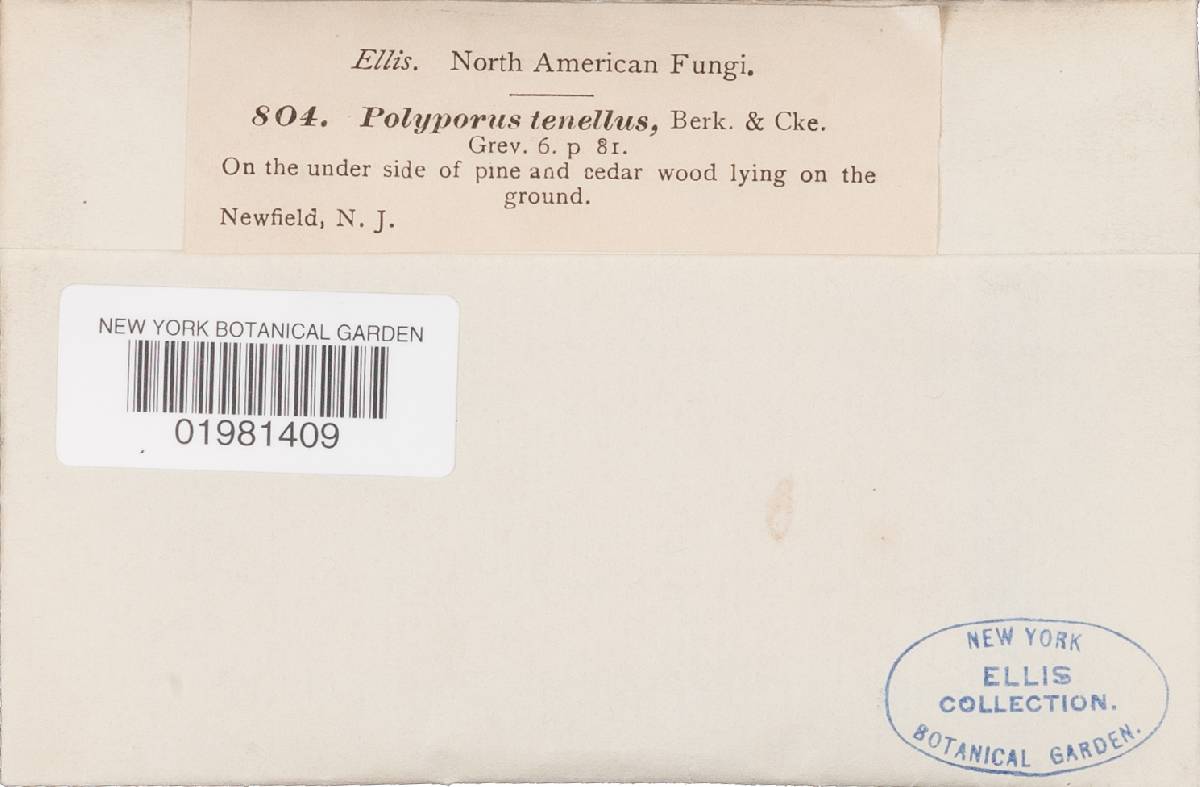 Ellis. North American Fungi.
804. Polyporus tenellus, Berk. & Cke.
Grev. 6. p 81.
On the under side of pine and cedar wood lying on the
ground.
Newfield, N. J.
NEW YORK BOTANICAL GARDEN
01981409
NEW YORK
ELLIS
COLLECTION.
BOTANICAL GARDEN.